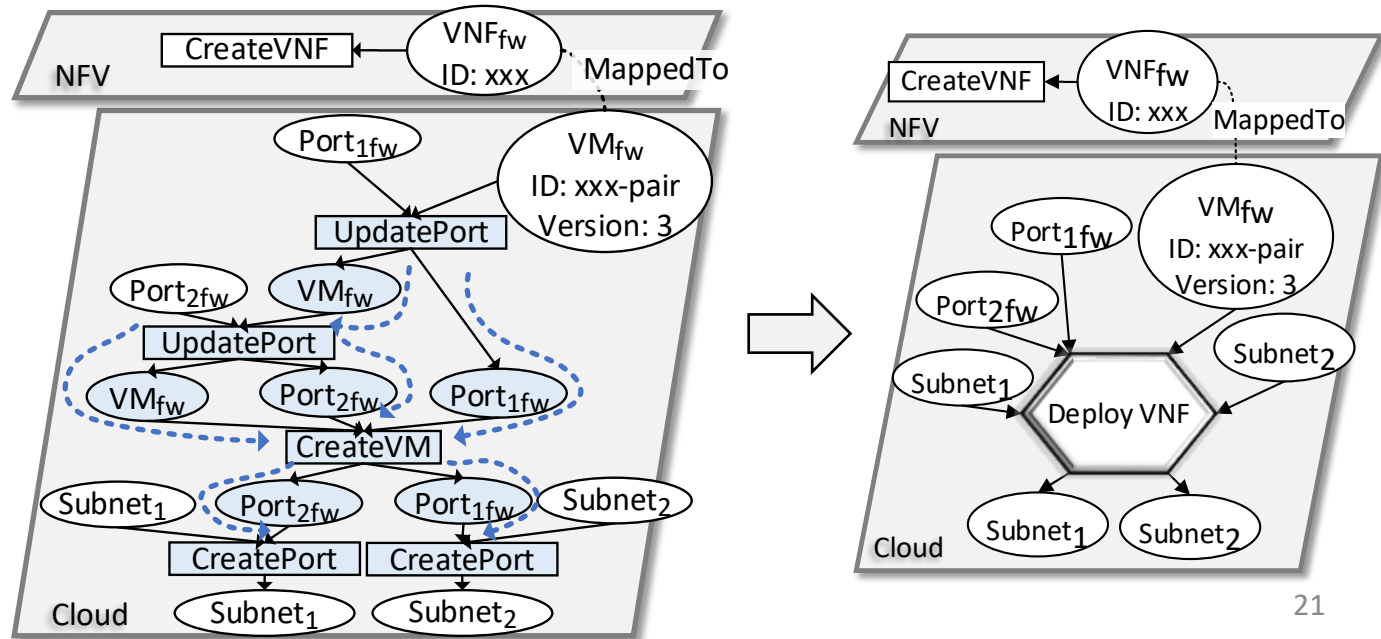 VNFfw
ID: xxx
CreateVNF
NFV
MappedTo
Port1fw
VMfw
ID: xxx-pair
Version: 3
UpdatePort
VMfw
Port2fw
UpdatePort
VMfw
Port2fw
Port1fw
CreateVM
Subnet1
Port2fw
Port1fw
Subnet2
CreatePort
CreatePort
Subnet1
Subnet2
Cloud
VNFfw
ID: xxx
CreateVNF
NFV
MappedTo
VMfw
ID: xxx-pair
Version: 3
Port1fw
Port2fw
Subnet1
Subnet2
Deploy VNF
Subnet1
Subnet2
Cloud
21